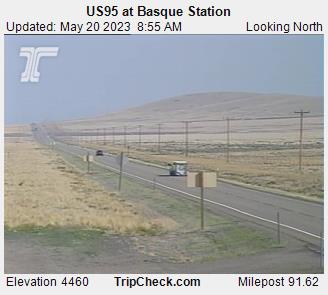 US95 at Basque Station
Updated: May 20 2023 8:55 AM Looking North
Elevation 4460 TripCheck.com Milepost 91.62